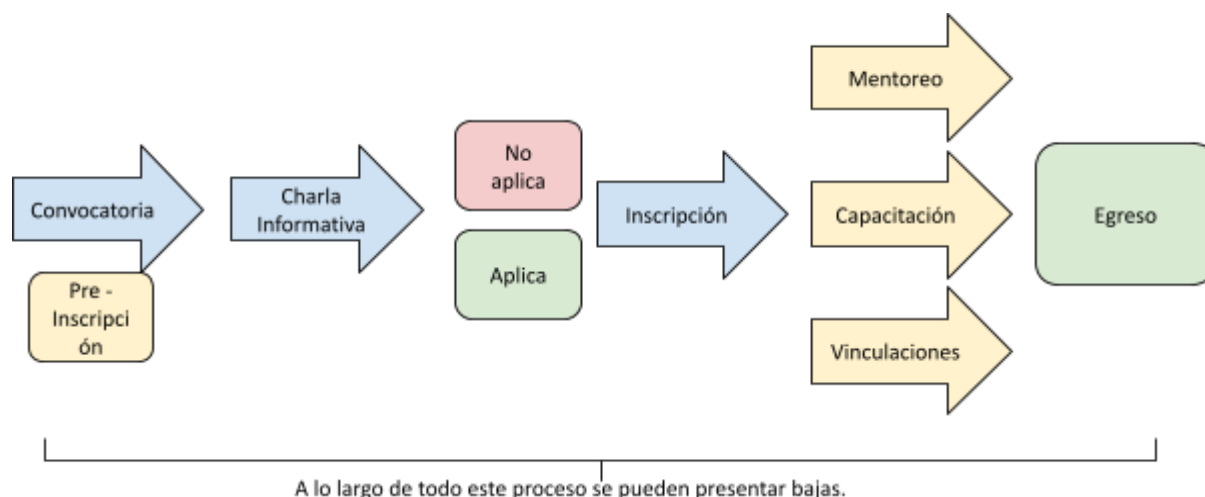 Convocatoria
Pre -
Inscripci
ón
Charla
Informativa
No
aplica
Aplica
Inscripción
Mentoreo
Capacitación
Vinculaciones
Egreso
A lo largo de todo este proceso se pueden presentar bajas.